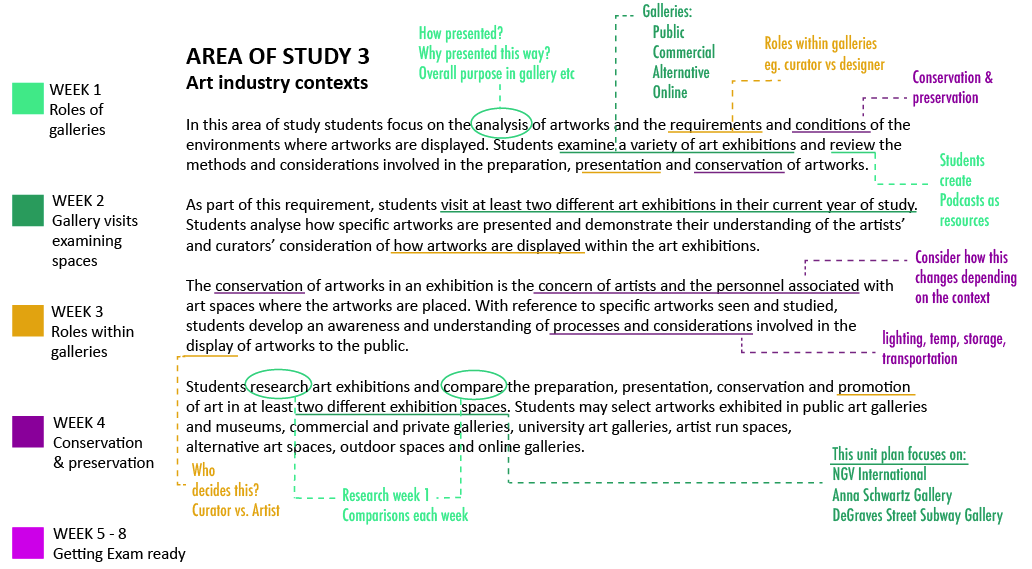 Galleries:
Public
Commercial
Alternative
Online
How presented?
Why presented this way?
Overall purpose in gallery etc
Roles within galleries
eg. curator vs designer
Conservation &
preservation
AREA OF STUDY 3
Art industry contexts
WEEK 1
Roles of
galleries
WEEK 2
Gallery visits
examining
spaces
WEEK 3
Roles within
galleries
WEEK 4
Conservation
& preservation
WEEK 5 - 8
Getting Exam ready
In this area of study students focus on the analysis of artworks and the requirements and conditions of the
environments where artworks are displayed. Students examine a variety of art exhibitions and review the
methods and considerations involved in the preparation, presentation and conservation of artworks.
Students
create
Podcasts as
resources
As part of this requirement, students visit at least two different art exhibitions in their current year of study.
Students analyse how specific artworks are presented and demonstrate their understanding of the artists’
and curators’ consideration of how artworks are displayed within the art exhibitions.
Consider how this
changes depending
on the context
The conservation of artworks in an exhibition is the concern of artists and the personnel associated with
art spaces where the artworks are placed. With reference to specific artworks seen and studied,
students develop an awareness and understanding of processes and considerations involved in the
display of artworks to the public.
lighting, temp, storage,
transportation
Students research art exhibitions and compare the preparation, presentation, conservation and promotion
of art in at least two different exhibition spaces. Students may select artworks exhibited in public art galleries
and museums, commercial and private galleries, university art galleries, artist run spaces,
alternative art spaces, outdoor spaces and online galleries.
Who
decides this?
Curator vs. Artist
Research week 1
Comparisons each week
This unit plan focuses on:
NGV International
Anna Schwartz Gallery
DeGraves Street Subway Gallery